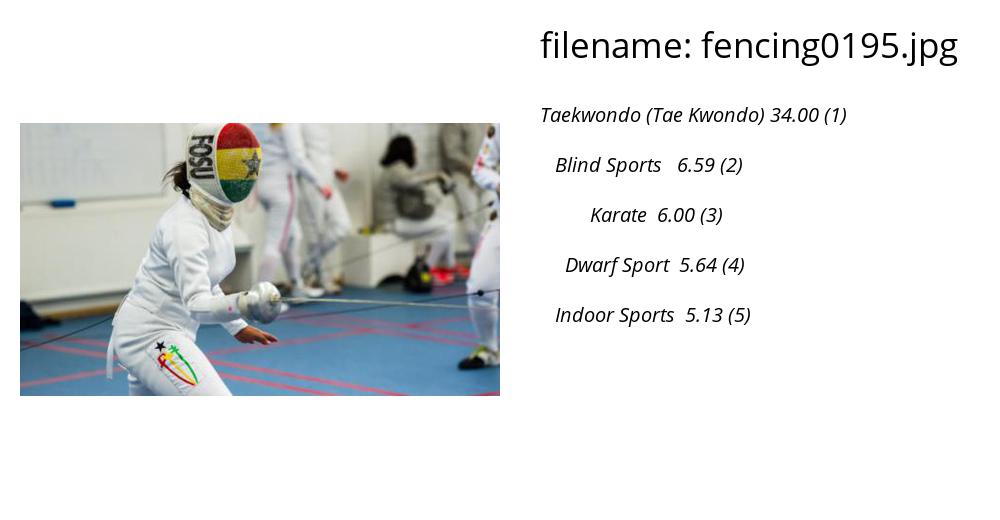 filename: fencing0195.jpg
Taekwondo (Tae Kwondo) 34.00 (1)
Blind Sports 6.59 (2)
Karate 6.00 (3)
Dwarf Sport 5.64 (4)
Indoor Sports 5.13 (5)
FOSU